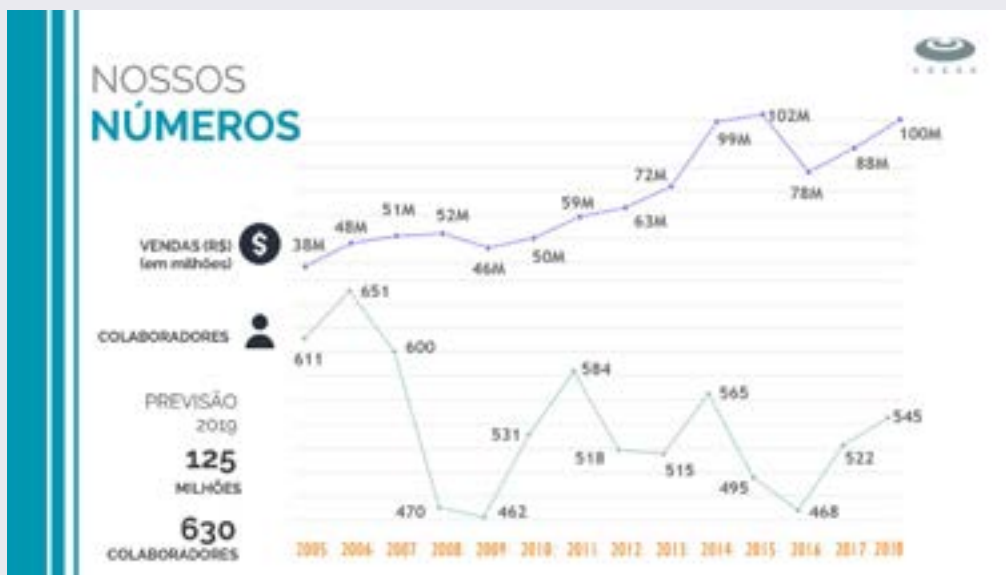 NOSSOS
NÚMEROS
VENDAS (R$)
(em milhões)
$
38M
48M
51M
52M
46M
50M
59M
63M
72M
99M
102M
78M
88M
100M
COLABORADORES
611
651
600
470
462
531
584
518
515
565
495
468
522
545
PREVISÃO
2019
125
MILHÕES
630
COLABORADORES
2005 2006 2007 2008 2009 2010 2011 2012 2013 2014 2015 2016 2017 2018